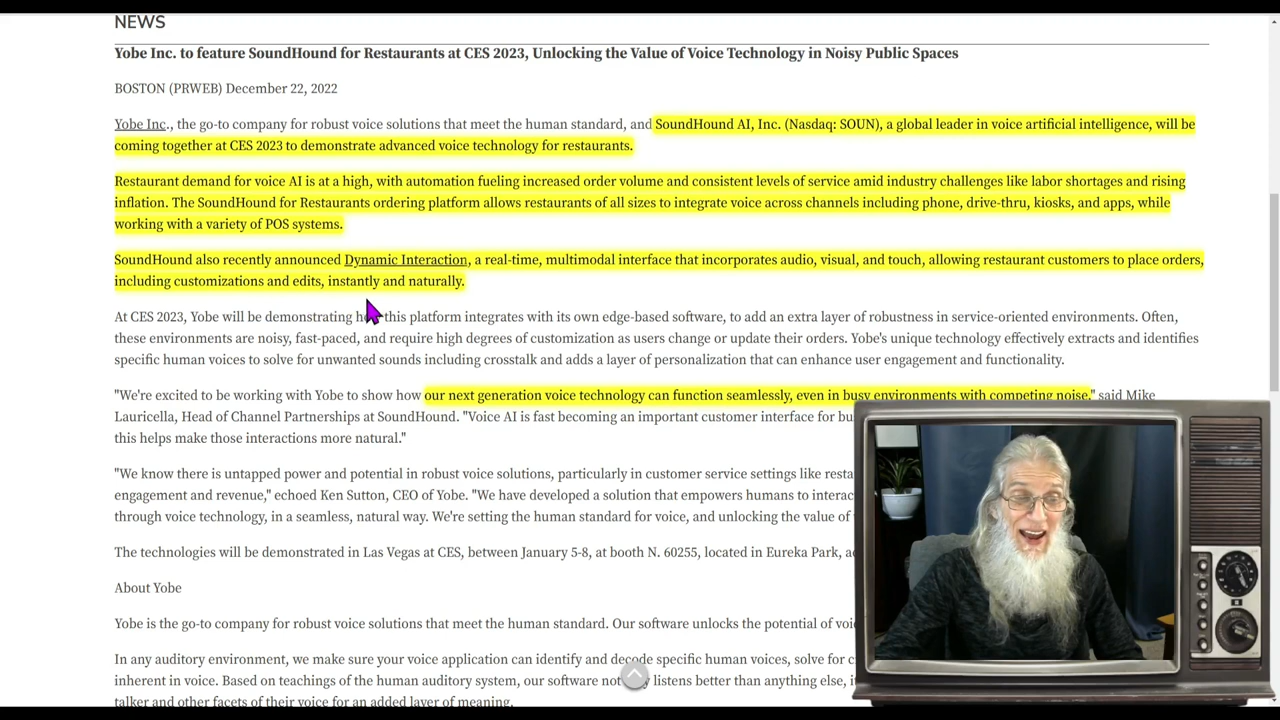 NEWS
Yobe Inc. to feature SoundHound for Restaurants at CES 2023, Unlocking the Value of Voice Technology in Noisy Public Spaces
BOSTON (PRWEB) December 22, 2022
Yobe Inc., the go-to company for robust voice solutions that meet the human standard, and SoundHound AI, Inc. (Nasdaq: SOUN), a global leader in voice artificial intelligence, will be
coming together at CES 2023 to demonstrate advanced voice technology for restaurants.
Restaurant demand for voice AI is at a high, with automation fueling increased order volume and consistent levels of service amid industry challenges like labor shortages and rising
inflation. The SoundHound for Restaurants ordering platform allows restaurants of all sizes to integrate voice across channels including phone, drive-thru, kiosks, and apps, while
working with a variety of POS systems.
SoundHound also recently announced Dynamic Interaction, a real-time, multimodal interface that incorporates audio, visual, and touch, allowing restaurant customers to place orders,
including customizations and edits, instantly and naturally.
At CES 2023, Yobe will be demonstrating this platform integrates with its own edge-based software, to add an extra layer of robustness in service-oriented environments. Often,
these environments are noisy, fast-paced, and require high degrees of customization as users change or update their orders. Yobe's unique technology effectively extracts and identifies
specific human voices to solve for unwanted sounds including crosstalk and adds a layer of personalization that can enhance user engagement and functionality.
"We're excited to be working with Yobe to show how our next generation voice technology can function seamlessly, even in busy environments with competing noise," said Mike
Lauricella, Head of Channel Partnerships at SoundHound. "Voice AI is fast becoming an important customer interface for
this helps make those interactions more natural."
"We know there is untapped power and potential in robust voice solutions, particularly in customer service settings like
engagement and revenue," echoed Ken Sutton, CEO of Yobe. "We have developed a solution that empowers humans to
through voice technology, in a seamless, natural way. We're setting the human standard for voice, and unlocking the value of
The technologies will be demonstrated in Las Vegas at CES, between January 5-8, at booth N. 60255, located in Eureka Park,
About Yobe
Yobe is the go-to company for robust voice solutions that meet the human standard. Our software unlocks the potential of
In any auditory environment, we make sure your voice application can identify and decode specific human voices, solve for
inherent in voice. Based on teachings of the human auditory system, our software listens better than anything else,
talker and other facets of their voice for an added layer of meaning.